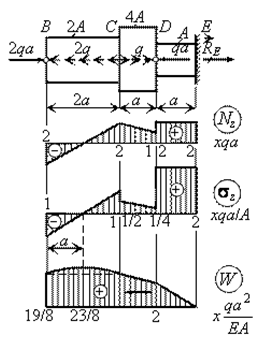 4A
B 2A C D E
A
2qa 2q q qa R_E
2a a a
N_z
xqa
2 2 1 2 2
σ_z
xqa/A
1 1 1/2 1/4 2
a
W
x qa²/EA
19/8 23/8 2